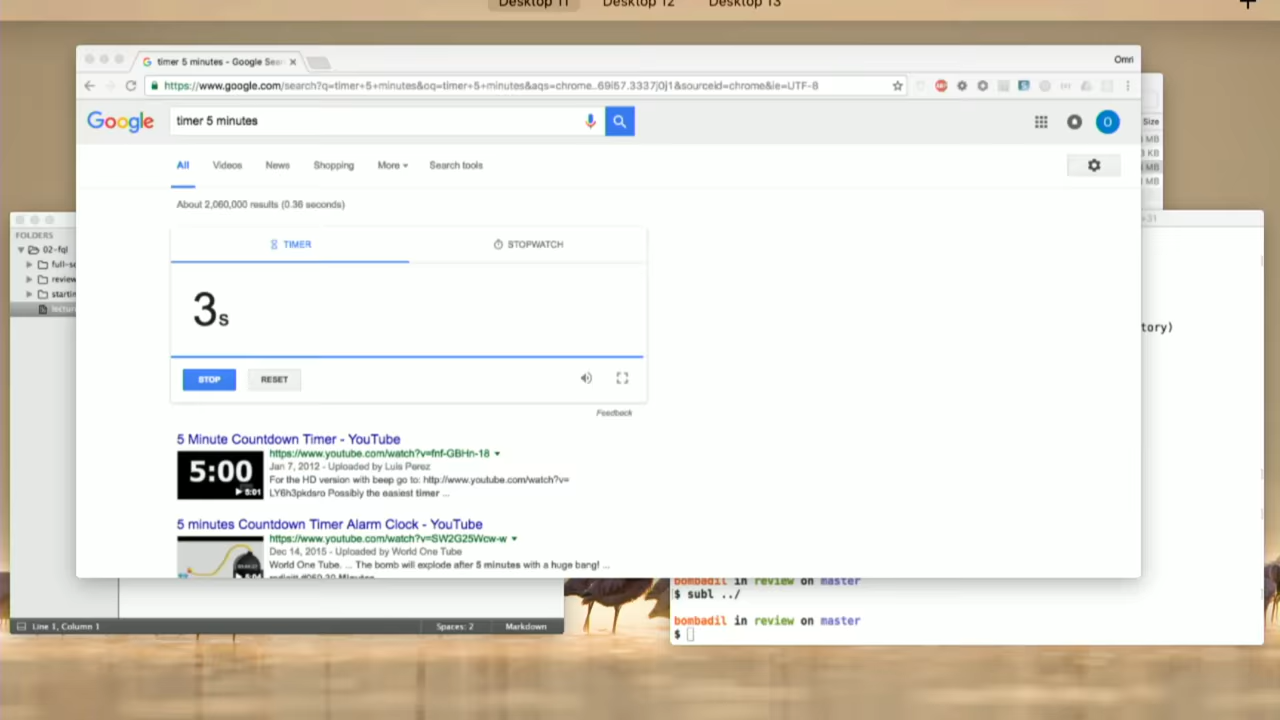 Desktop 11 Desktop 12 Desktop 13
timer 5 minutes - Google Sea
Omri
https://www.google.com/search?q=timer+5+minutes&oq=timer+5+minutes&aqs=chrome..69i57.3337j0j1&sourceid=chrome&ie=UTF-8
Google
timer 5 minutes
O
Size
MB
KB
MB
MB
All Videos News Shopping More Search tools
About 2,060,000 results (0.36 seconds)
TIMER STOPWATCH
3s
STOP RESET
Feedback
5 Minute Countdown Timer - YouTube
https://www.youtube.com/watch?v=fnf-GBHn-18
Jan 7, 2012 - Uploaded by Luis Perez
For the HD version with beep go to: http://www.youtube.com/watch?v=
LY6h3pkdsro Possibly the easiest timer ...
5:00
5:01
5 minutes Countdown Timer Alarm Clock - YouTube
https://www.youtube.com/watch?v=SW2G25Wcw-w
Dec 14, 2015 - Uploaded by World One Tube
World One Tube. ... The bomb will explode after 5 minutes with a huge bang! ...
FOLDERS
02-fql
full-s
review
startin
lecture
Line 1, Column 1
Spaces: 2 Markdown
31
tory)
bombadil in review on master
$ subl ../
bombadil in review on master
$